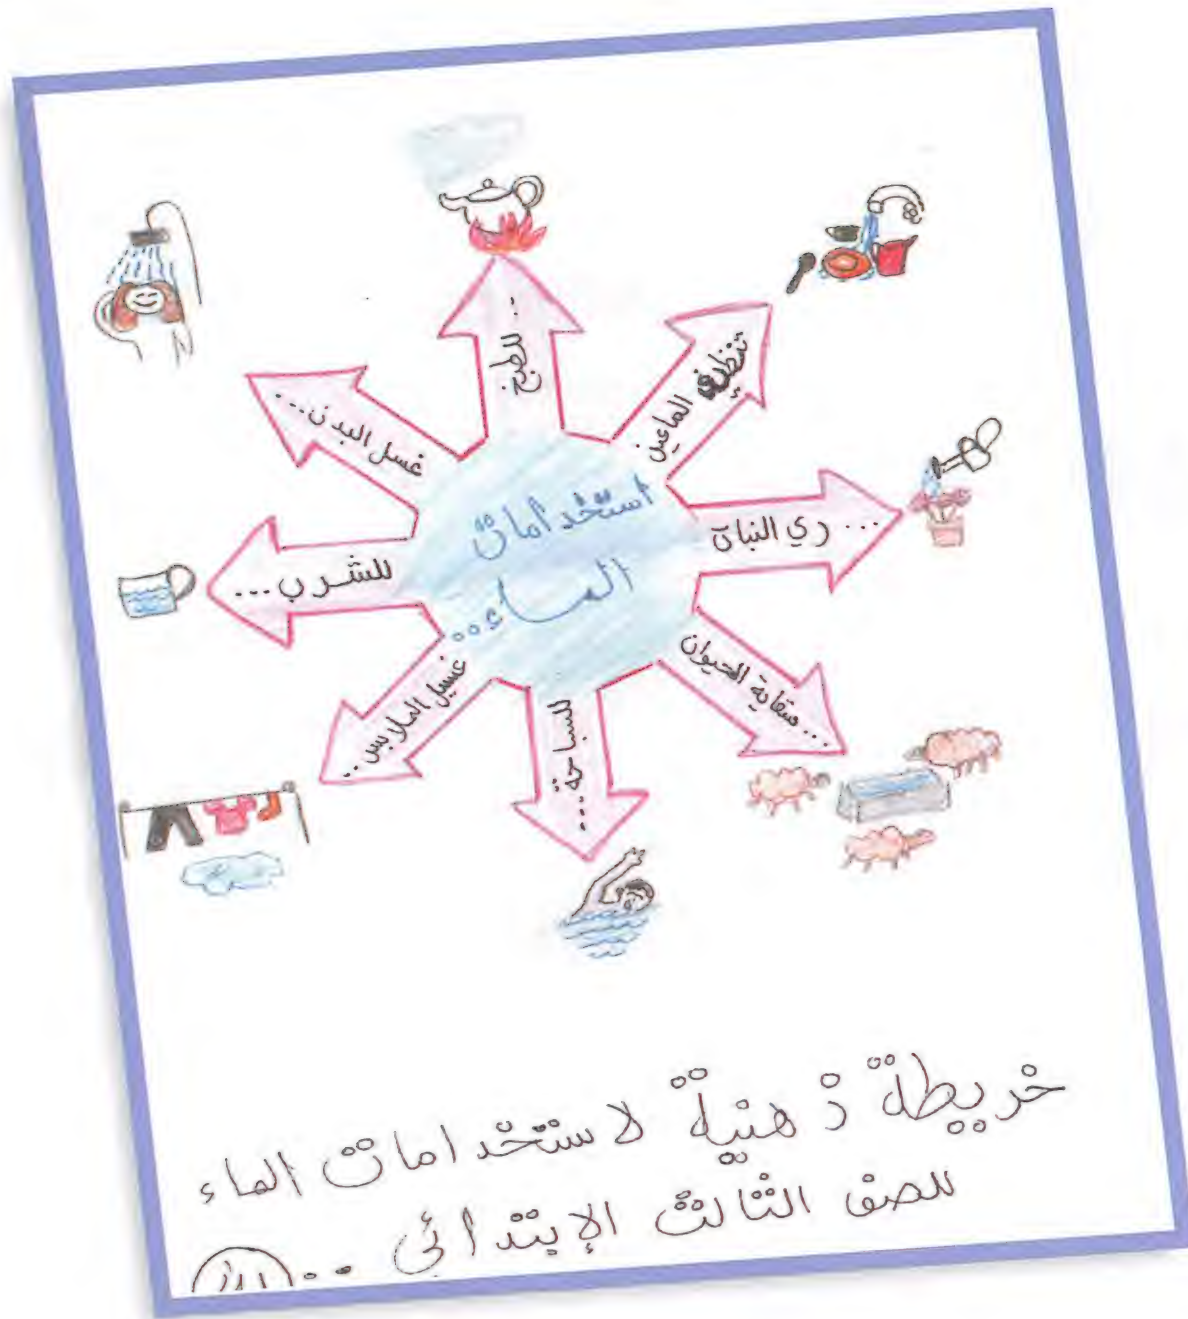 استخدامات
الماء..
.. للطبخ
تنظيف الماعين
... ري النبات
...سقاية الحيوان
للسباحة...
غسيل الملابس..
للشرب...
غسل البدن...
خريطة ذهنية لاستخدامات الماء
للصف الثالث الإبتدائي ..